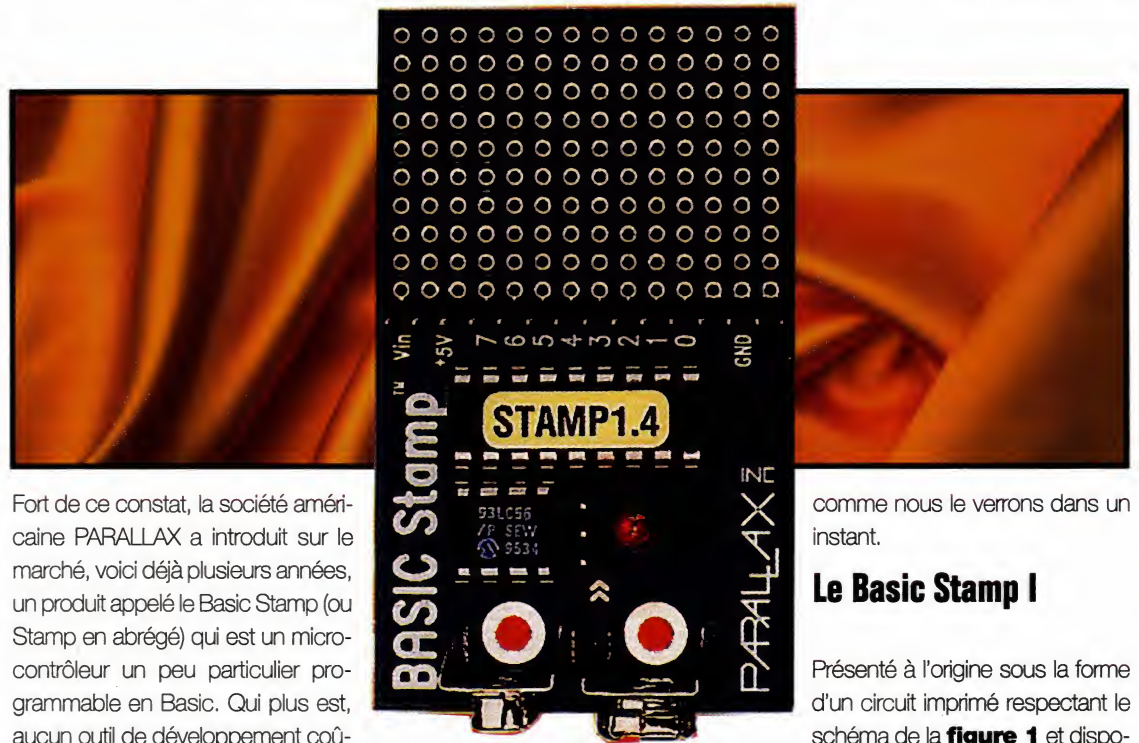 Fort de ce constat, la société améri-
caine PARALLAX a introduit sur le
marché, voici déjà plusieurs années,
un produit appelé le Basic Stamp (ou
Stamp en abrégé) qui est un micro-
contrôleur un peu particulier pro-
grammable en Basic. Qui plus est,
aucun outil de développement coû-
Vin
+5V
7 6 5 4 3 2 1 0
GND
STAMP1.4
BASIC Stamp™
93LC56
/P SEW
9534
PARALLAX INC
comme nous le verrons dans un
instant.
Le Basic Stamp I
Présenté à l'origine sous la forme
d'un circuit imprimé respectant le
schéma de la figure 1 et dispo-